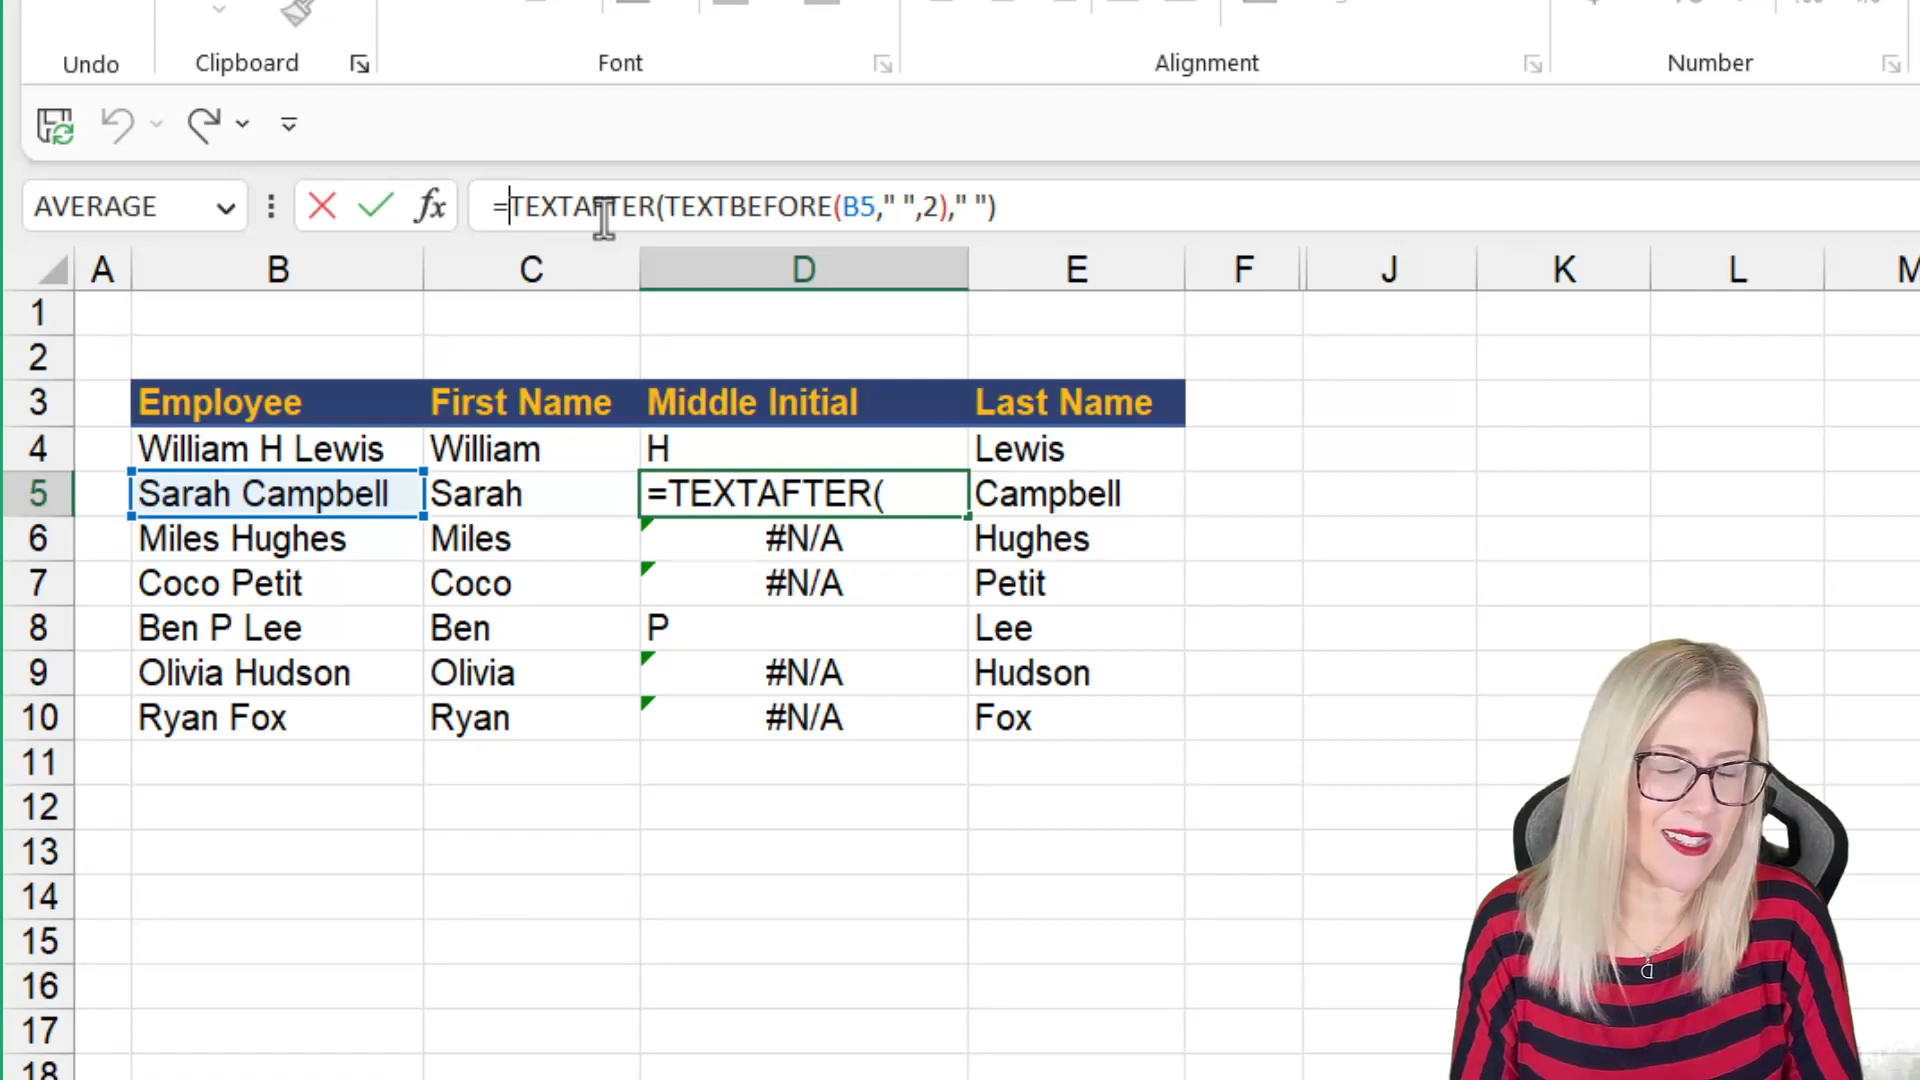 Undo Clipboard Font Alignment Number
AVERAGE fx =TEXTAFTER(TEXTBEFORE(B5," ",2)," ")
A B C D E F J K L M
1
2
3 Employee First Name Middle Initial Last Name
4 William H Lewis William H Lewis
5 Sarah Campbell Sarah =TEXTAFTER( Campbell
6 Miles Hughes Miles #N/A Hughes
7 Coco Petit Coco #N/A Petit
8 Ben P Lee Ben P Lee
9 Olivia Hudson Olivia #N/A Hudson
10 Ryan Fox Ryan #N/A Fox
11
12
13
14
15
16
17
18